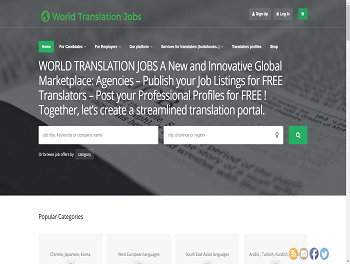 World Translation Jobs
Sign Up
Log In
Home
For Candidates
For Employers
Our platform
Services for translators (books/books..)
Translators profiles
Shop
WORLD TRANSLATION JOBS A New and Innovative Global
Marketplace: Agencies – Publish your Job Listings for FREE
Translators – Post your Professional Profiles for FREE !
Together, let's create a streamlined translation portal.
job title, keywords or company name
city, province or region
Or browse job offers by category
Popular Categories
Chinese, Japanese, Korea,
West European languages
South East Asian languages
Arabic, Turkish, Kurdish